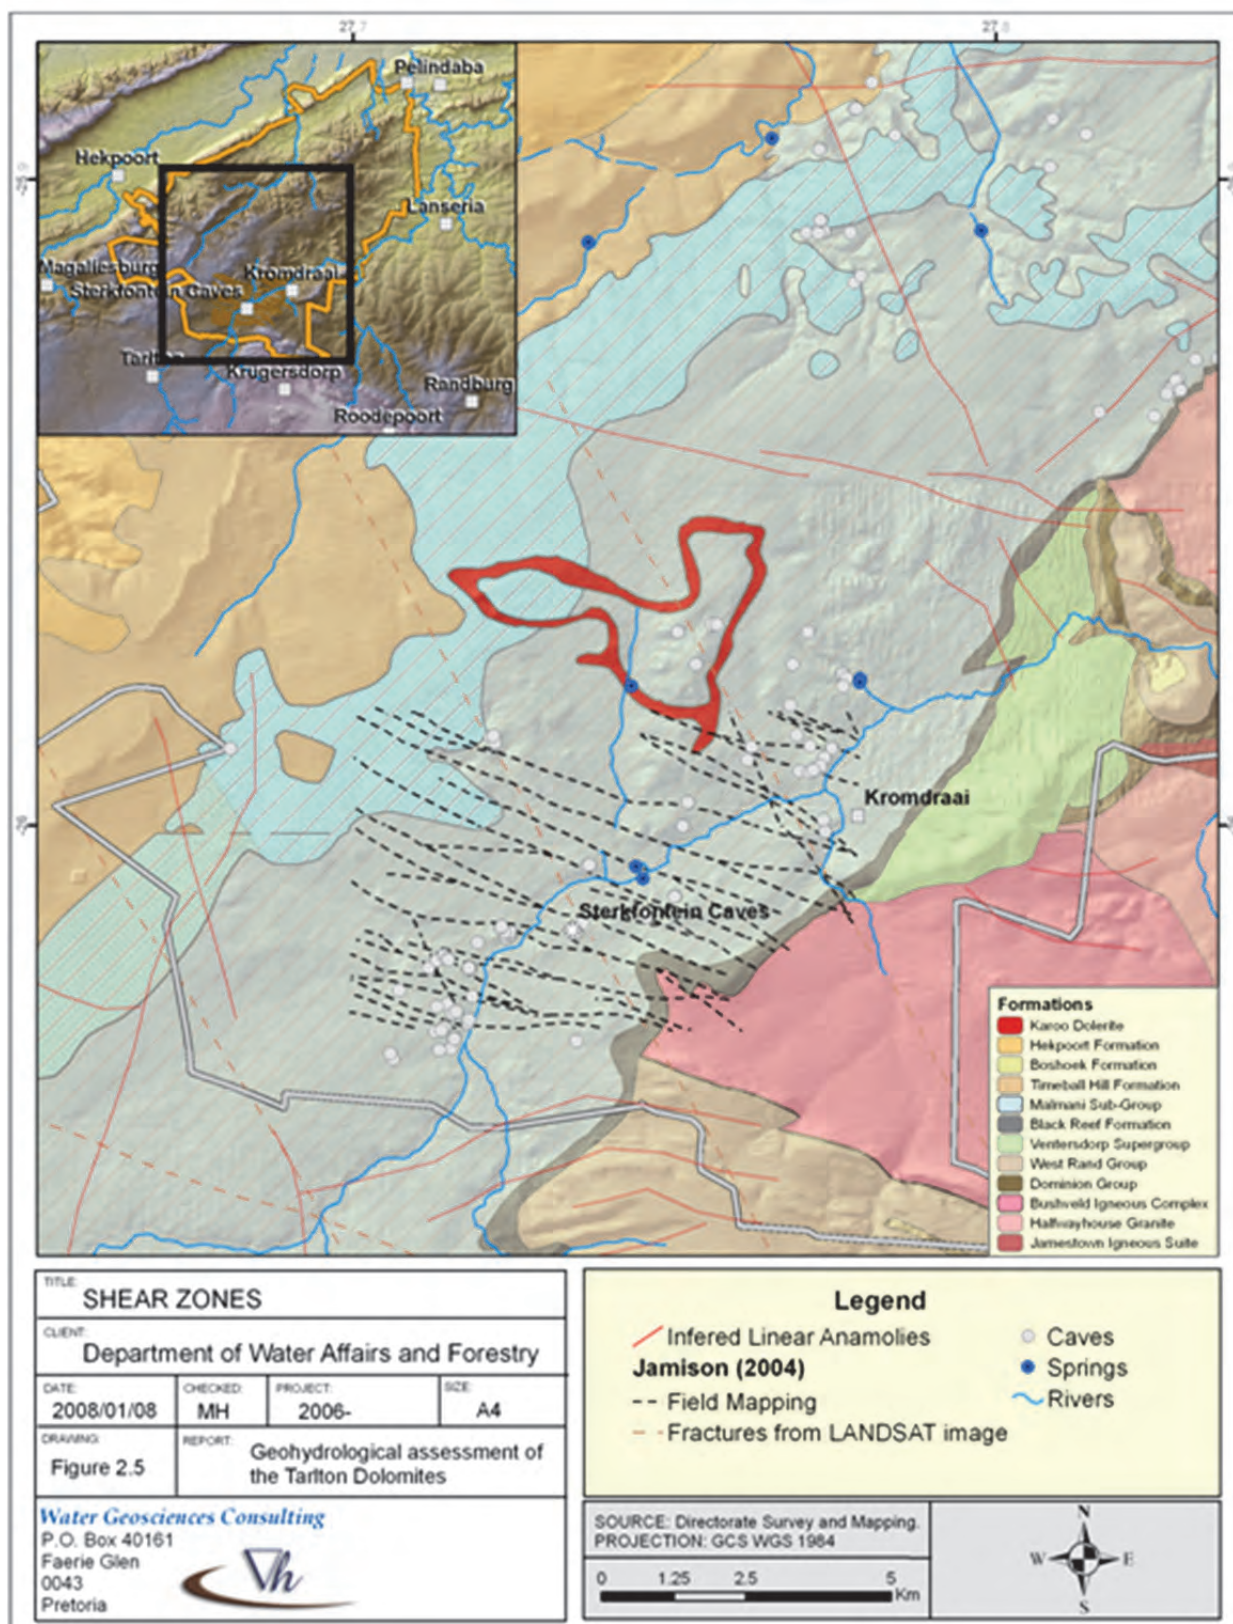 27.7
27.8
Pelindaba
Hekpoort
Lanseria
Magaliesburg
Kromdraai
Sterkfontein Caves
Tarlton
Krugersdorp
Randburg
Roodepoort
Kromdraai
Sterkfontein Caves
Formations
Karoo Dolerite
Hekpoort Formation
Boshoek Formation
Timeball Hill Formation
Malmani Sub-Group
Black Reef Formation
Ventersdorp Supergroup
West Rand Group
Dominion Group
Bushveld Igneous Complex
Halfwayhouse Granite
Jamestown Igneous Suite
TITLE:
SHEAR ZONES
CLIENT:
Department of Water Affairs and Forestry
DATE: CHECKED: PROJECT: SIZE:
2008/01/08 MH 2006- A4
DRAWING: REPORT:
Figure 2.5
Geohydrological assessment of
the Tarlton Dolomites
Water Geosciences Consulting
P.O. Box 40161
Faerie Glen
0043
Pretoria
Vh
Legend
Infered Linear Anamolies
Jamison (2004)
Field Mapping
Fractures from LANDSAT image
Caves
Springs
Rivers
SOURCE: Directorate Survey and Mapping.
PROJECTION: GCS WGS 1984
0 1.25 2.5 5
Km
N
W E
S